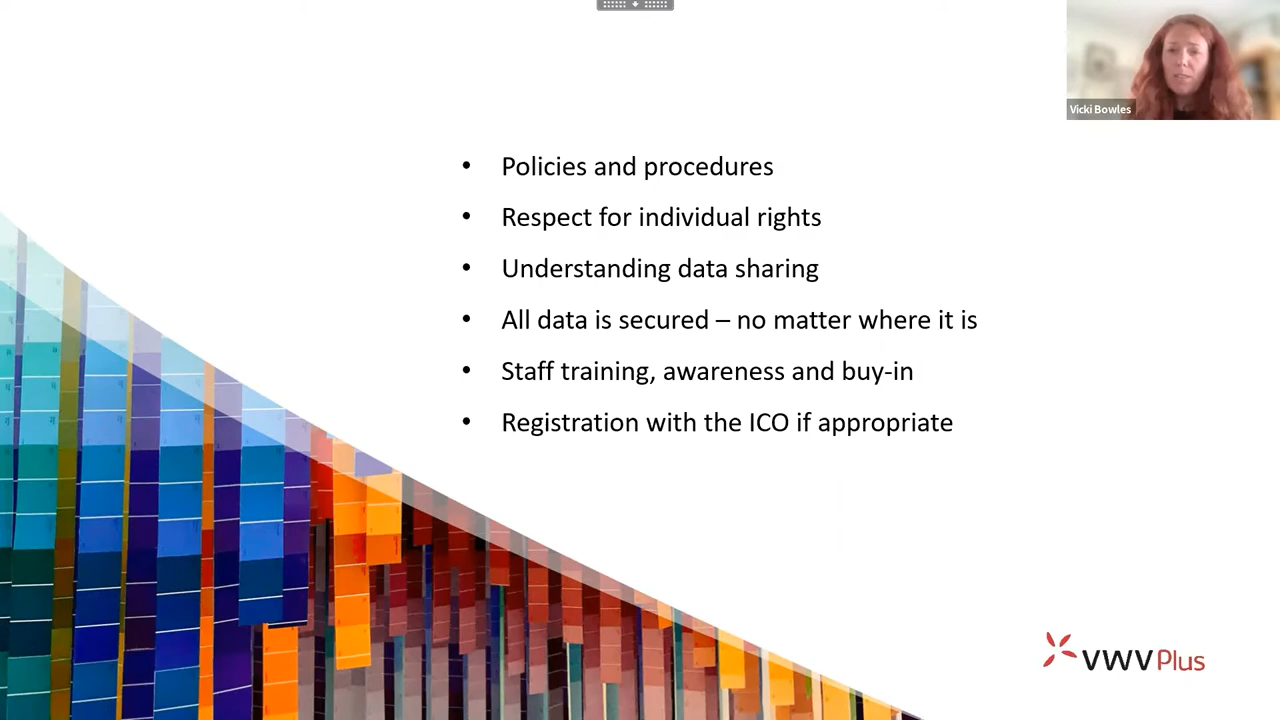 Vicki Bowles
• Policies and procedures
• Respect for individual rights
• Understanding data sharing
• All data is secured – no matter where it is
• Staff training, awareness and buy-in
• Registration with the ICO if appropriate
VWV Plus